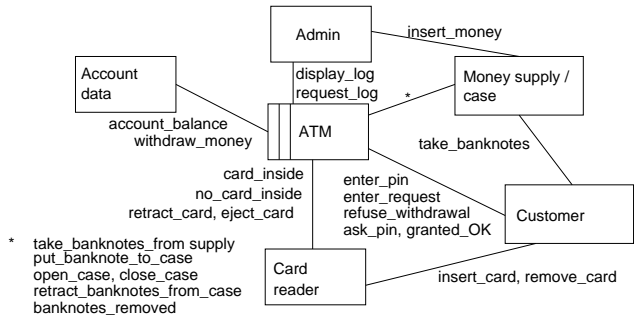 Admin
insert_money
Account
data
display_log
request_log
*
Money supply /
case
ATM
account_balance
withdraw_money
take_banknotes
card_inside
no_card_inside
retract_card, eject_card
enter_pin
enter_request
refuse_withdrawal
ask_pin, granted_OK
Customer
* take_banknotes_from supply
put_banknote_to_case
open_case, close_case
retract_banknotes_from_case
banknotes_removed
Card
reader
insert_card, remove_card